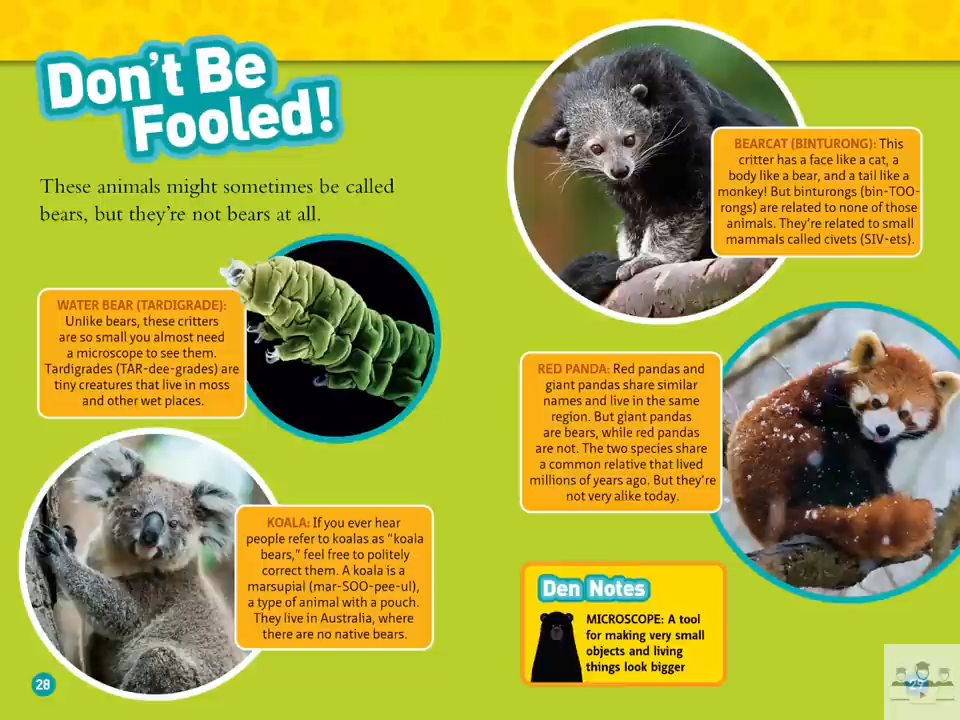 Don't Be
Fooled!
These animals might sometimes be called
bears, but they're not bears at all.
WATER BEAR (TARDIGRADE):
Unlike bears, these critters
are so small you almost need
a microscope to see them.
Tardigrades (TAR-dee-grades) are
tiny creatures that live in moss
and other wet places.
KOALA: If you ever hear
people refer to koalas as “koala
bears,” feel free to politely
correct them. A koala is a
marsupial (mar-SOO-pee-ul),
a type of animal with a pouch.
They live in Australia, where
there are no native bears.
28
BEARCAT (BINTURONG): This
critter has a face like a cat, a
body like a bear, and a tail like a
monkey! But binturongs (bin-TOO-
rongs) are related to none of those
animals. They're related to small
mammals called civets (SIV-ets).
RED PANDA: Red pandas and
giant pandas share similar
names and live in the same
region. But giant pandas
are bears, while red pandas
are not. The two species share
a common relative that lived
millions of years ago. But they're
not very alike today.
Den Notes
MICROSCOPE: A tool
for making very small
objects and living
things look bigger